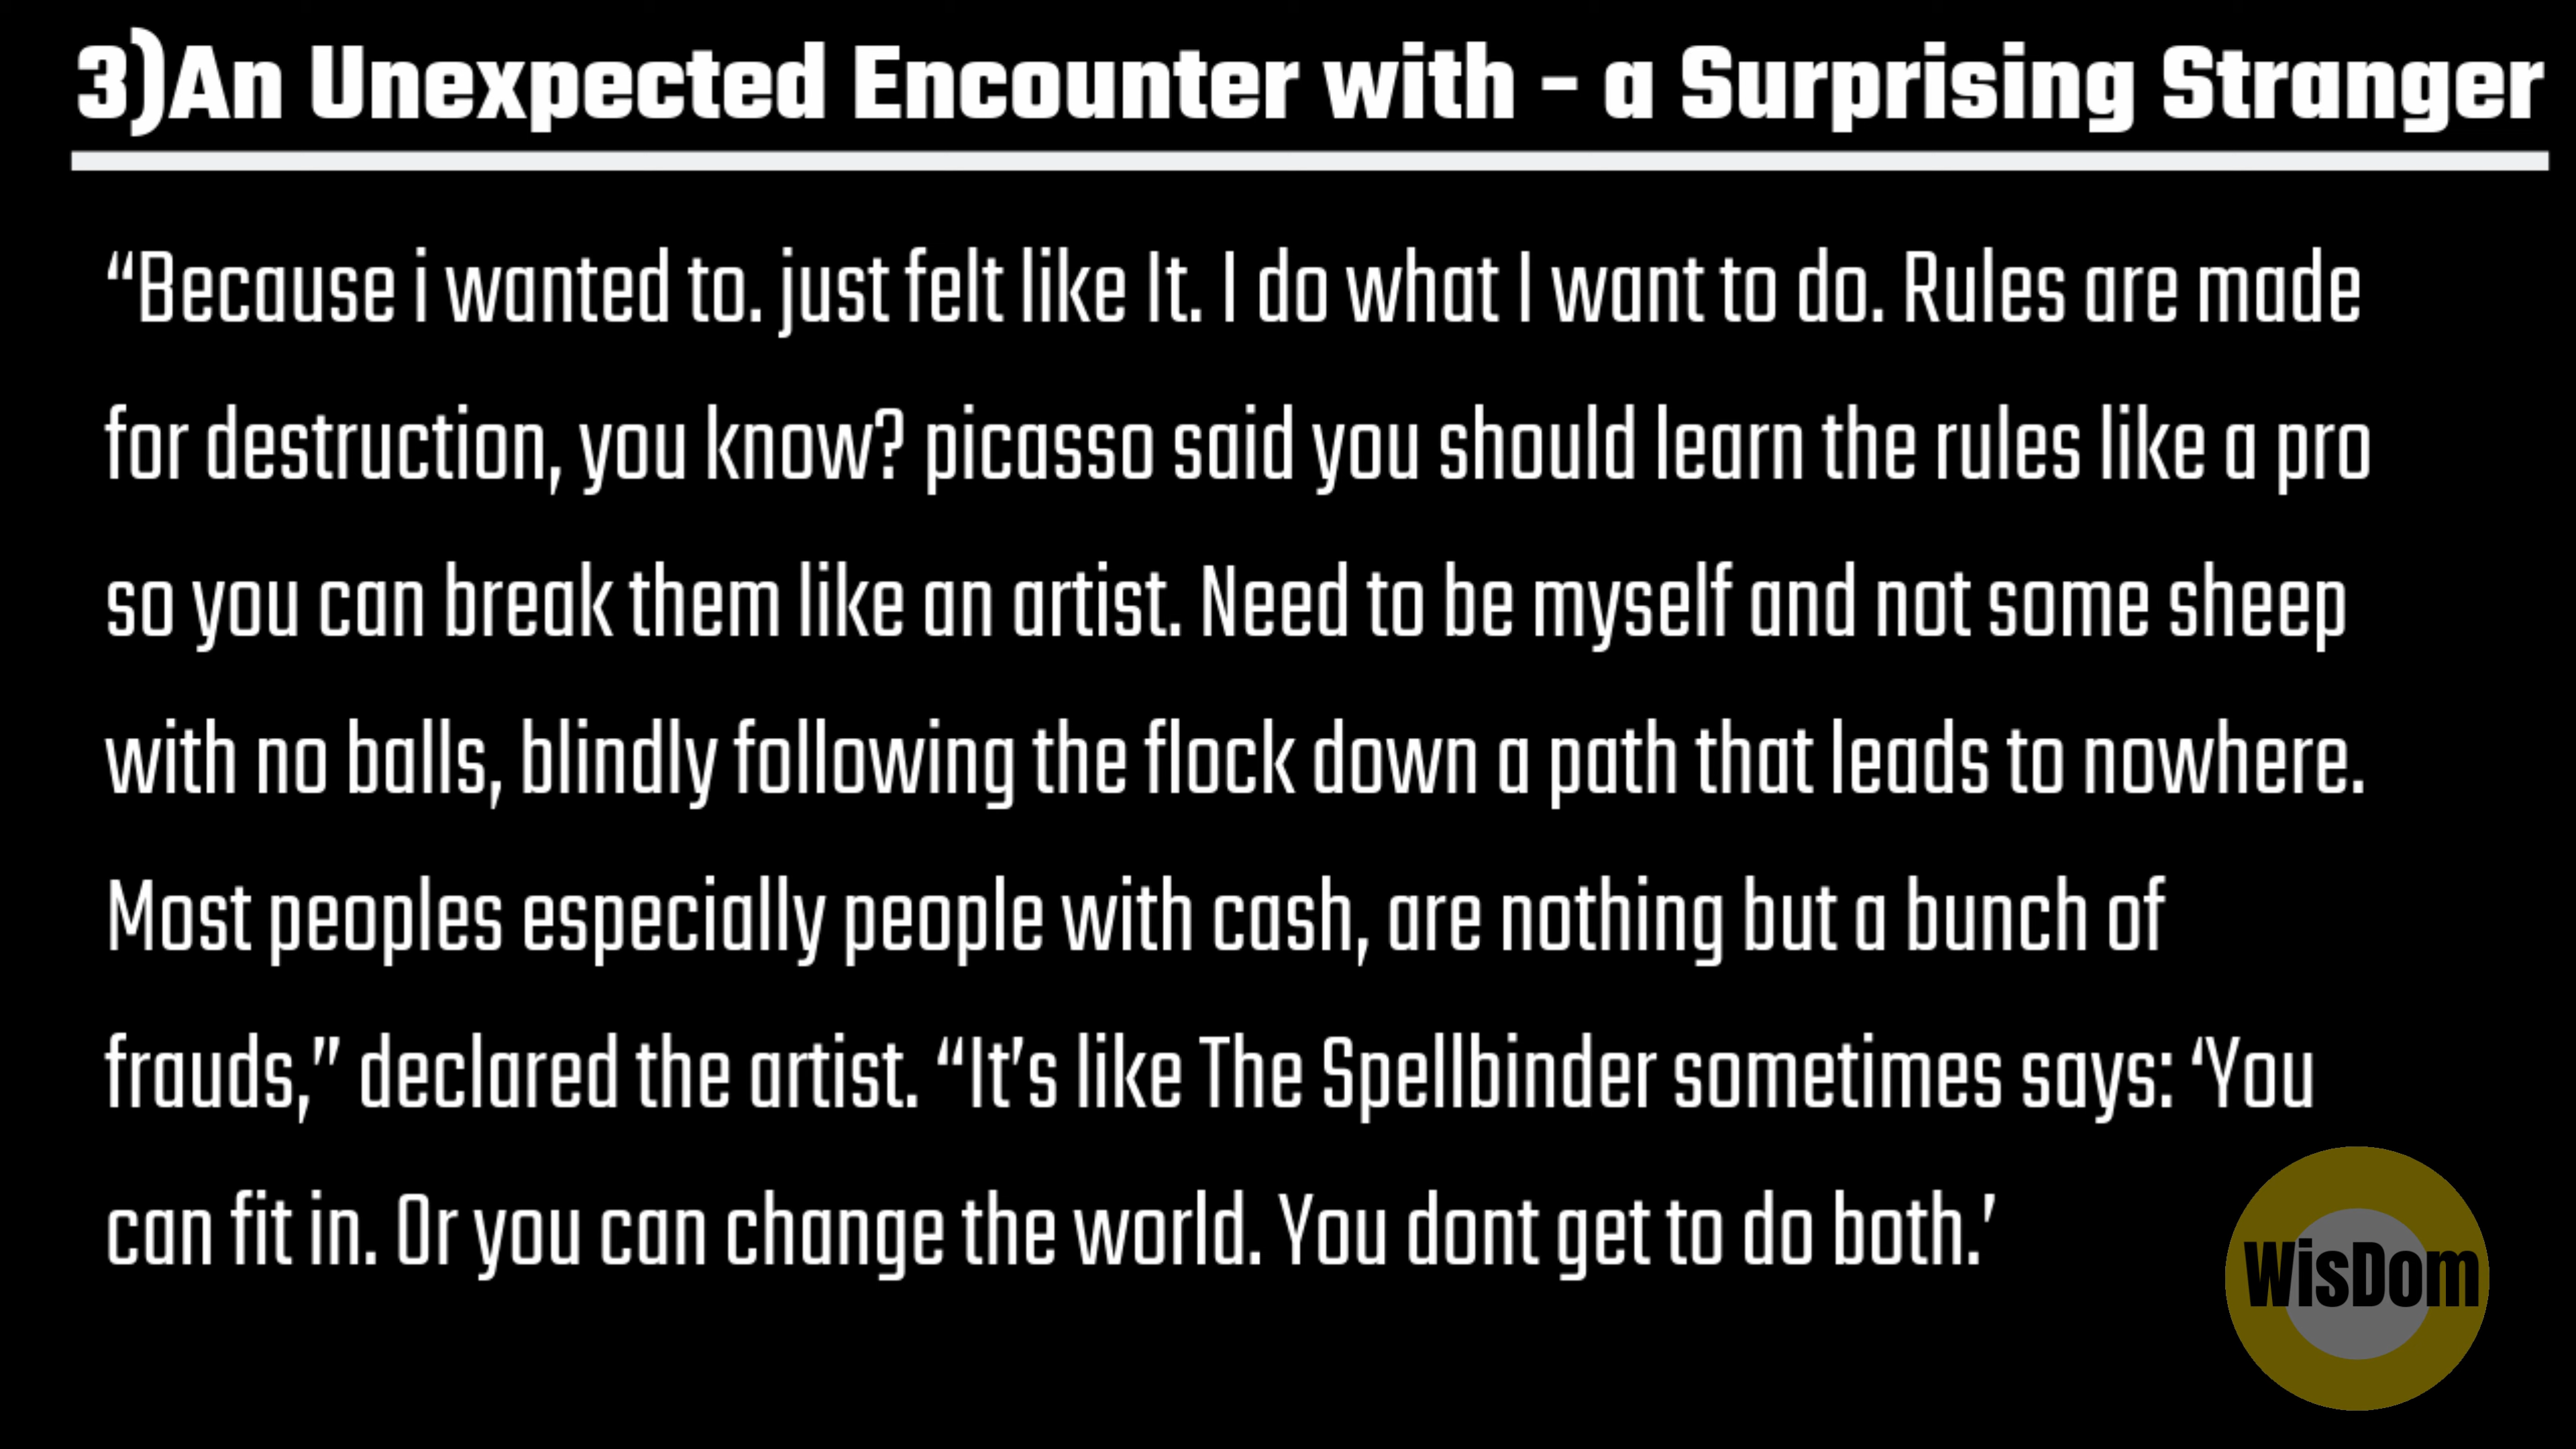 3)An Unexpected Encounter with - a Surprising Stranger
“Because i wanted to. just felt like It. I do what I want to do. Rules are made
for destruction, you know? picasso said you should learn the rules like a pro
so you can break them like an artist. Need to be myself and not some sheep
with no balls, blindly following the flock down a path that leads to nowhere.
Most peoples especially people with cash, are nothing but a bunch of
frauds,” declared the artist. “It’s like The Spellbinder sometimes says: ‘You
can fit in. Or you can change the world. You dont get to do both.’
WisDom